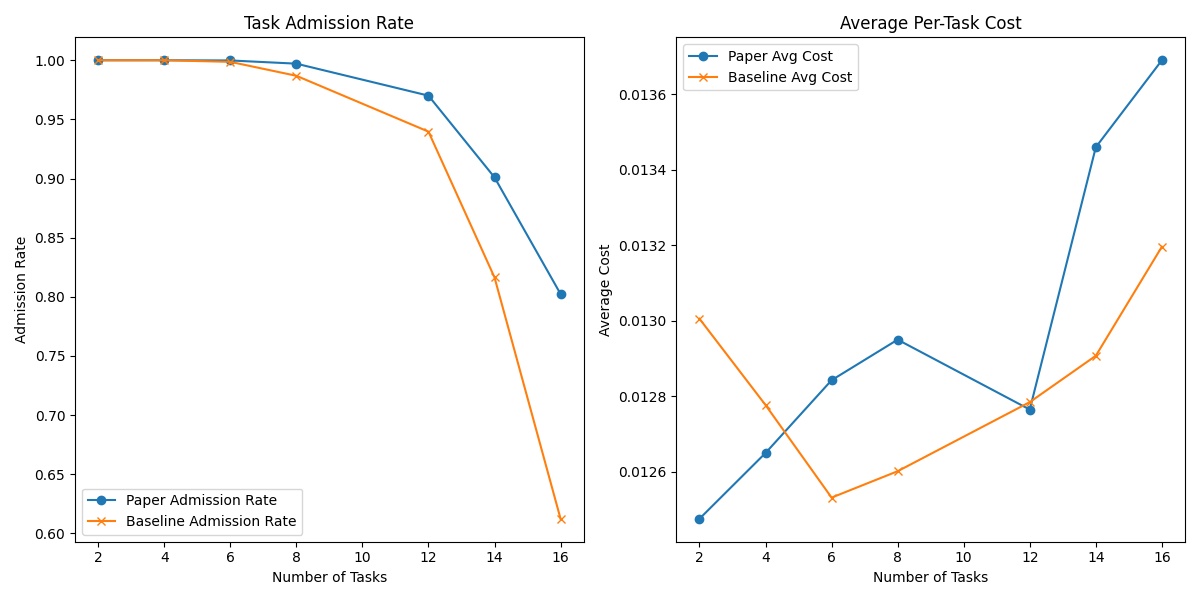 Task Admission Rate
Admission Rate
1.00
0.95
0.90
0.85
0.80
0.75
0.70
0.65
0.60
Paper Admission Rate
Baseline Admission Rate
2 4 6 8 10 12 14 16
Number of Tasks
Average Per-Task Cost
Paper Avg Cost
Baseline Avg Cost
Average Cost
0.0136
0.0134
0.0132
0.0130
0.0128
0.0126
2 4 6 8 10 12 14 16
Number of Tasks